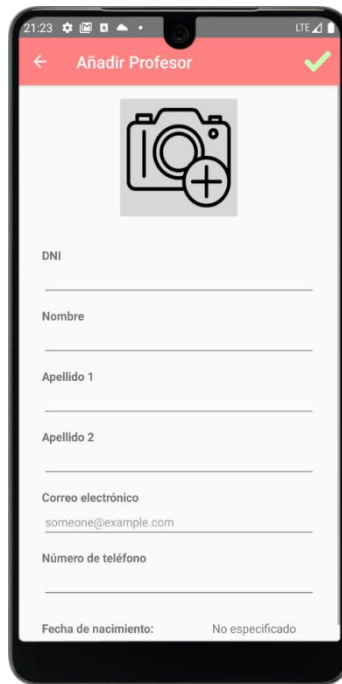 21:23 LTE
Añadir Profesor
DNI
Nombre
Apellido 1
Apellido 2
Correo electrónico
someone@example.com
Número de teléfono
Fecha de nacimiento: No especificado